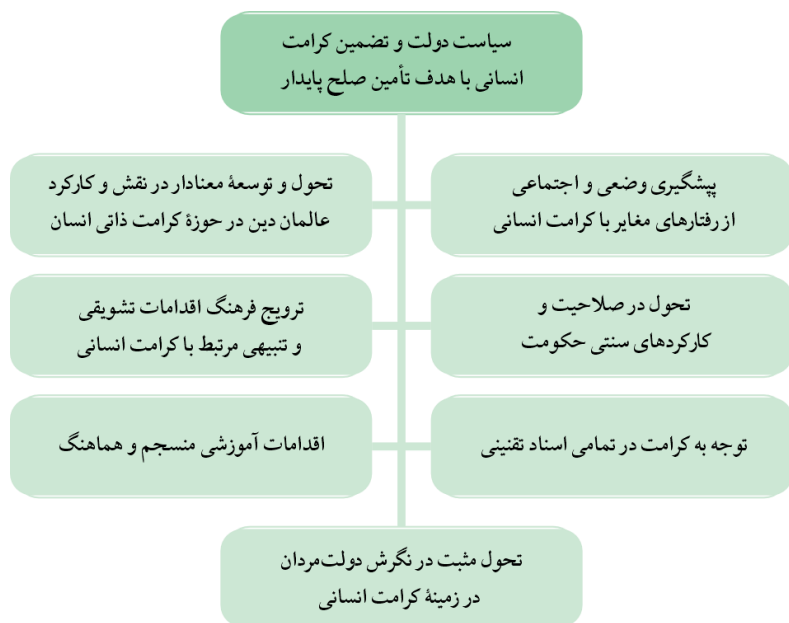 سیاست دولت و تضمین کرامت
انسانی با هدف تأمین صلح پایدار
پیشگیری وضعی و اجتماعی
از رفتارهای مغایر با کرامت انسانی
تحول و توسعۀ معنادار در نقش و کارکرد
عالمان دین در حوزۀ کرامت ذاتی انسان
تحول در صلاحیت و
کارکردهای سنتی حکومت
ترویج فرهنگ اقدامات تشویقی
و تنبیهی مرتبط با کرامت انسانی
توجه به کرامت در تمامی اسناد تقنینی
اقدامات آموزشی منسجم و هماهنگ
تحول مثبت در نگرش دولت‌مردان
در زمینۀ کرامت انسانی